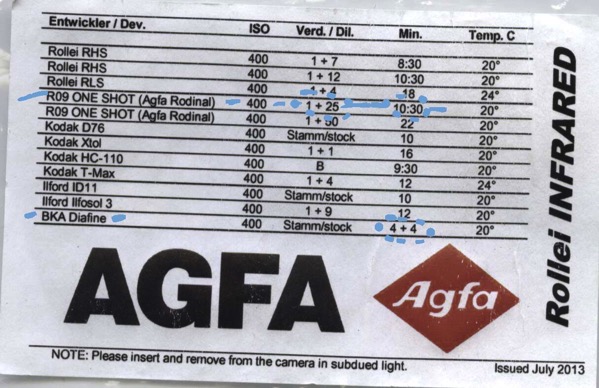 Entwickler / Dev. ISO Verd. / Dil. Min. Temp. C
Rollei RHS 400 1 + 7 8:30 20°
Rollei RHS 400 1 + 12 10:30 20°
Rollei RLS 400 1 + 4 18 24°
R09 ONE SHOT (Agfa Rodinal) 400 1 + 25 10:30 20°
R09 ONE SHOT (Agfa Rodinal) 400 1 + 50 22 20°
Kodak D76 400 Stamm/stock 10 20°
Kodak Xtol 400 1 + 1 16 20°
Kodak HC-110 400 B 9:30 20°
Kodak T-Max 400 1 + 4 12 24°
Ilford ID11 400 Stamm/stock 10 20°
Ilford Ilfosol 3 400 1 + 9 12 20°
BKA Diafine 400 Stamm/stock 4 + 4 20°
Rollei INFRARED
AGFA
Agfa
NOTE: Please insert and remove from the camera in subdued light.
Issued July 2013